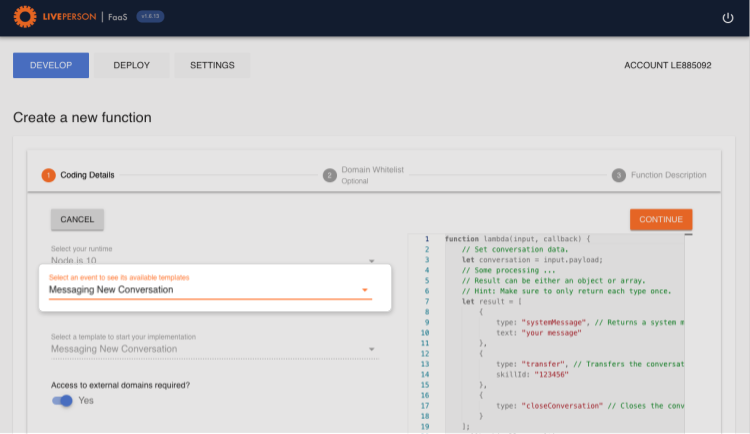 LIVEPERSON | FaaS v1.6.13
DEVELOP DEPLOY SETTINGS ACCOUNT LE885092
Create a new function
1 Coding Details 2 Domain Whitelist Optional 3 Function Description
CANCEL CONTINUE
Select your runtime
Node.js 10
Select an event to see its available templates
Messaging New Conversation
Select a template to start your implementation
Messaging New Conversation
Access to external domains required?
Yes
1 function lambda(input, callback) {
2 // Set conversation data.
3 let conversation = input.payload;
4 // Some processing ...
5 // Result can be either an object or array.
6 // Hint: Make sure to only return each type once.
7 let result = [
8 {
9 type: "systemMessage", // Returns a system m
10 text: "your message"
11 },
12 {
13 type: "transfer", // Transfers the conversat
14 skillId: "123456"
15 },
16 {
17 type: "closeConversation" // Closes the conv
18 }
19 ];